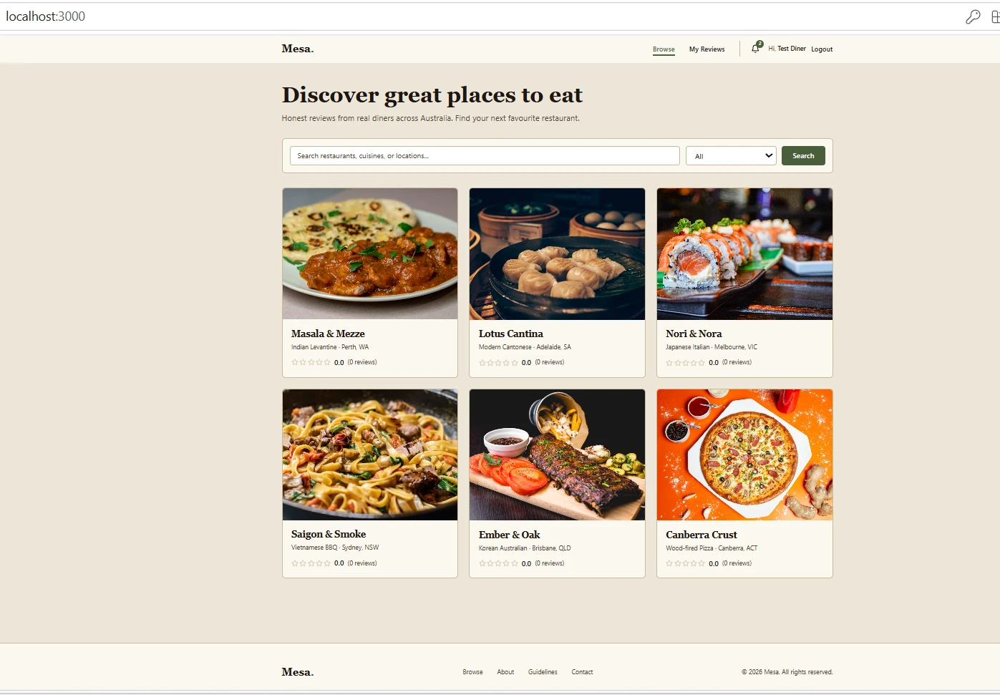 localhost:3000
Mesa.
Browse My Reviews 2 Hi, Test Diner Logout
Discover great places to eat
Honest reviews from real diners across Australia. Find your next favourite restaurant.
Search restaurants, cuisines, or locations... All Search
Masala & Mezze
Indian Levantine · Perth, WA
0.0 (0 reviews)
Lotus Cantina
Modern Cantonese · Adelaide, SA
0.0 (0 reviews)
Nori & Nora
Japanese Italian · Melbourne, VIC
0.0 (0 reviews)
Saigon & Smoke
Vietnamese BBQ · Sydney, NSW
0.0 (0 reviews)
Ember & Oak
Korean Australian · Brisbane, QLD
0.0 (0 reviews)
Canberra Crust
Wood-fired Pizza · Canberra, ACT
0.0 (0 reviews)
Mesa.
Browse About Guidelines Contact
© 2026 Mesa. All rights reserved.